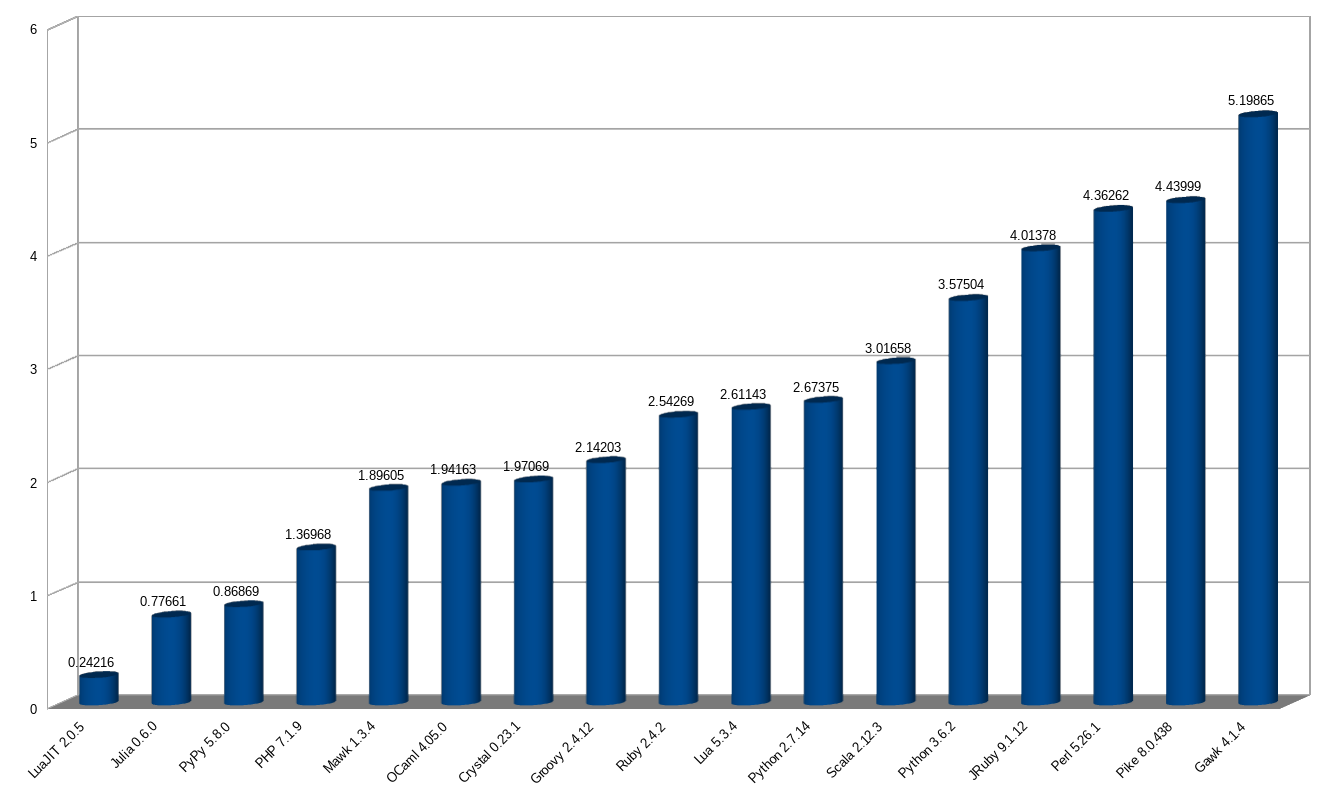 6
5
4
3
2
1
0
0.24216
0.77661
0.86869
1.36968
1.89605
1.94163
1.97069
2.14203
2.54269
2.61143
2.67375
3.01658
3.57504
4.01378
4.36262
4.43999
5.19865
LuaJIT 2.0.5
Julia 0.6.0
PyPy 5.8.0
PHP 7.1.9
Mawk 1.3.4
OCaml 4.05.0
Crystal 0.23.1
Groovy 2.4.12
Ruby 2.4.2
Lua 5.3.4
Python 2.7.14
Scala 2.12.3
Python 3.6.2
JRuby 9.1.12
Perl 5.26.1
Pike 8.0.438
Gawk 4.1.4